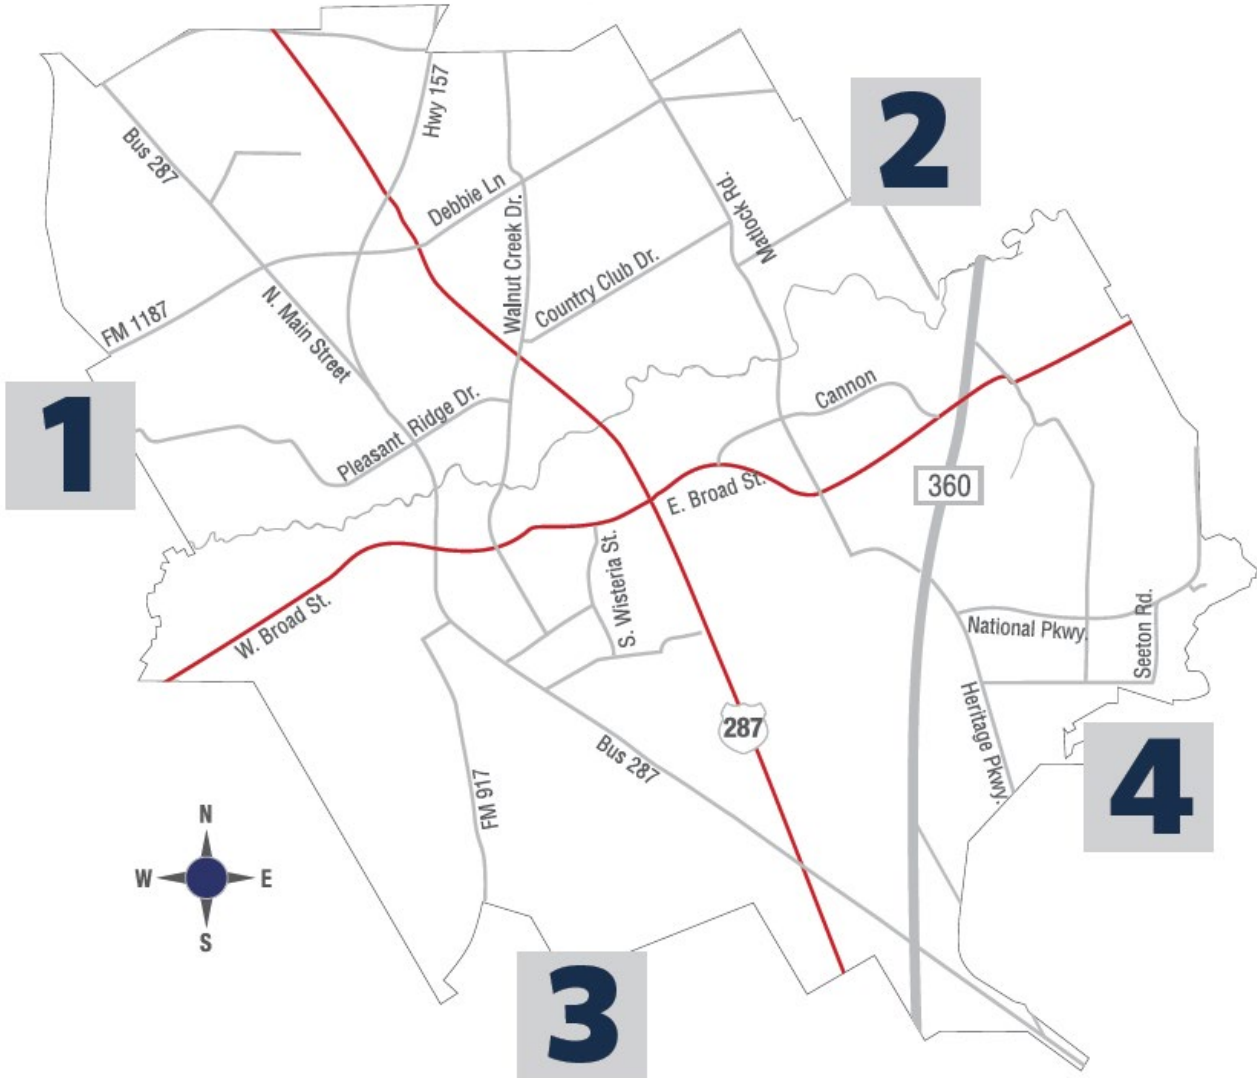 Hwy 157
Bus 287
2
Debbie Ln
Matlock Rd.
Walnut Creek Dr.
Country Club Dr.
FM 1187
N. Main Street
1
Pleasant Ridge Dr.
Cannon
360
E. Broad St.
S. Wisteria St.
W. Broad St.
National Pkwy.
Seeton Rd.
Heritage Pkwy.
287
Bus 287
4
FM 917
N
W
E
S
3